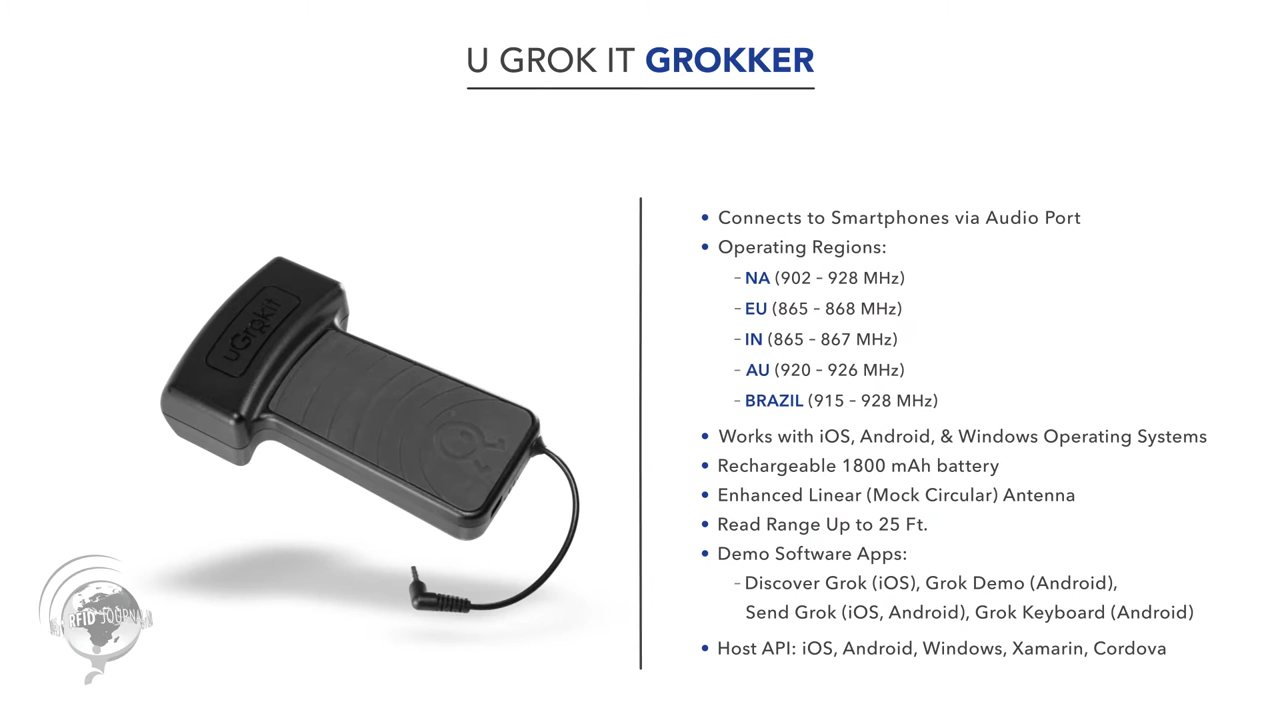 U GROK IT GROKKER
• Connects to Smartphones via Audio Port
• Operating Regions:
– NA (902 – 928 MHz)
– EU (865 – 868 MHz)
– IN (865 – 867 MHz)
– AU (920 – 926 MHz)
– BRAZIL (915 – 928 MHz)
• Works with iOS, Android, & Windows Operating Systems
• Rechargeable 1800 mAh battery
• Enhanced Linear (Mock Circular) Antenna
• Read Range Up to 25 Ft.
• Demo Software Apps:
– Discover Grok (iOS), Grok Demo (Android),
Send Grok (iOS, Android), Grok Keyboard (Android)
• Host API: iOS, Android, Windows, Xamarin, Cordova
uGrokit
RFID JOURNAL